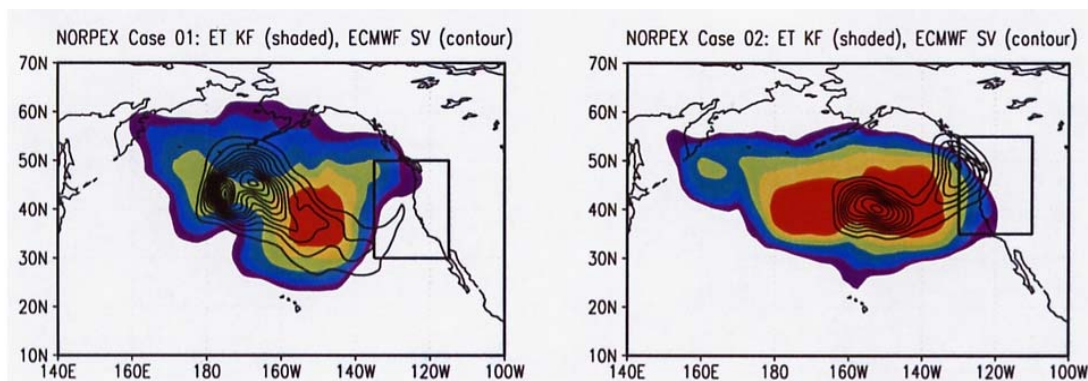 NORPEX Case 01: ET KF (shaded), ECMWF SV (contour)
70N
60N
50N
40N
30N
20N
10N
140E 160E 180 160W 140W 120W 100W
NORPEX Case 02: ET KF (shaded), ECMWF SV (contour)
70N
60N
50N
40N
30N
20N
10N
140E 160E 180 160W 140W 120W 100W